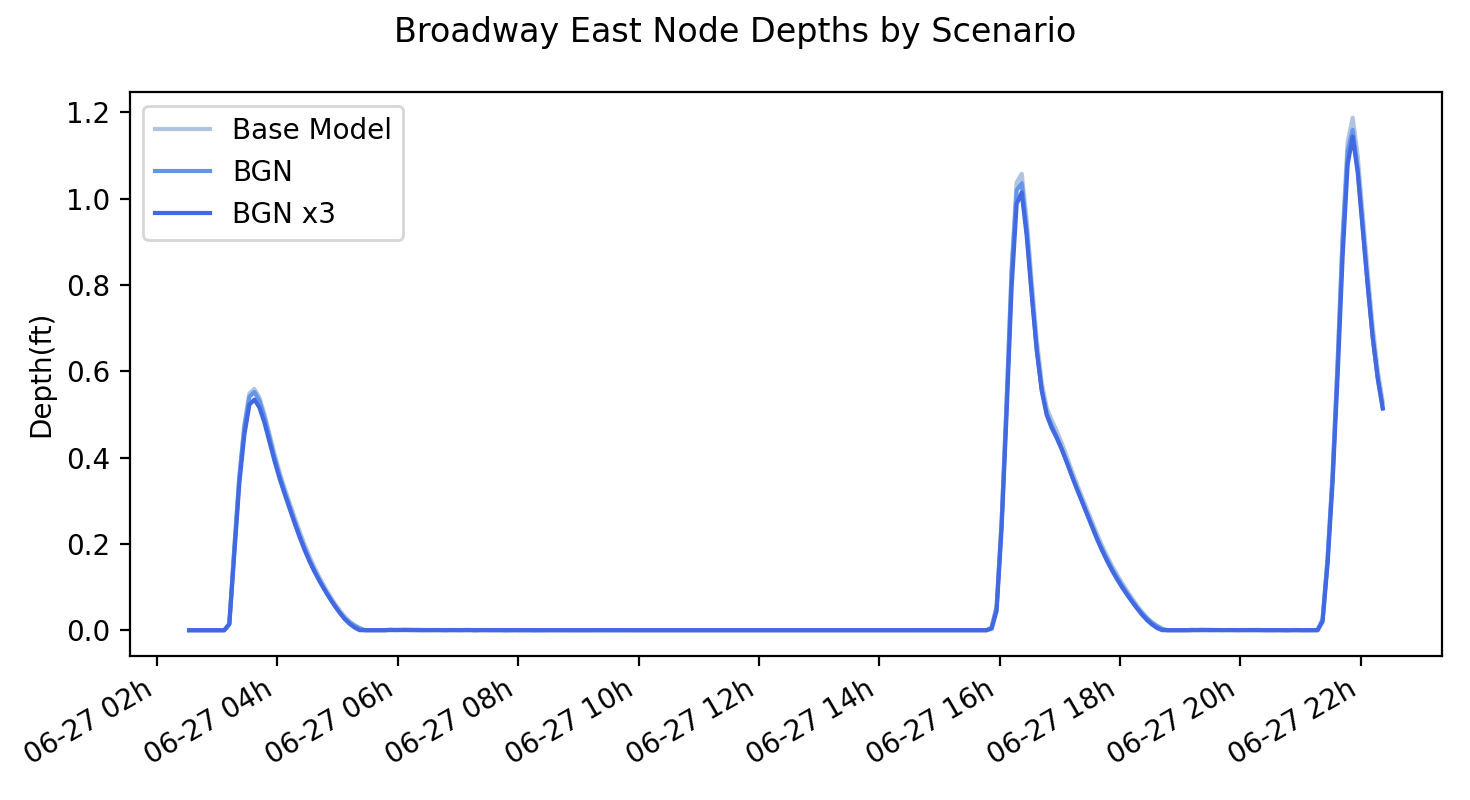 Broadway East Node Depths by Scenario
Base Model
BGN
BGN x3
Depth(ft)
1.2
1.0
0.8
0.6
0.4
0.2
0.0
06-27 02h
06-27 04h
06-27 06h
06-27 08h
06-27 10h
06-27 12h
06-27 14h
06-27 16h
06-27 18h
06-27 20h
06-27 22h